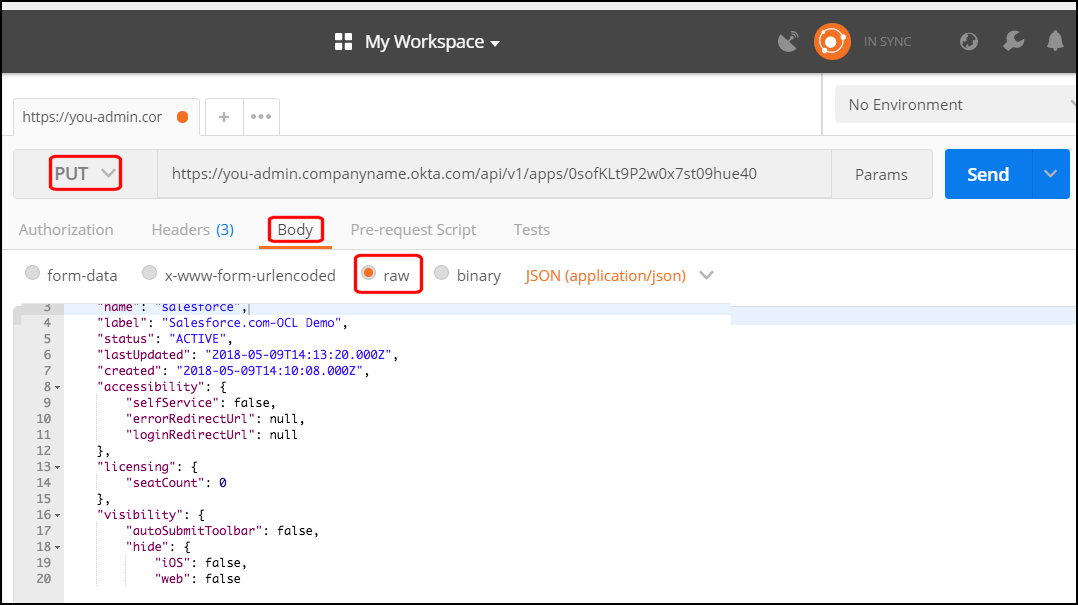 My Workspace
IN SYNC
https://you-admin.cor
No Environment
PUT https://you-admin.companyname.okta.com/api/v1/apps/0sofKLt9P2w0x7st09hue40 Params Send
Authorization Headers (3) Body Pre-request Script Tests
form-data x-www-form-urlencoded raw binary JSON (application/json)
3 "name": "salesforce",
4 "label": "Salesforce.com-OCL Demo",
5 "status": "ACTIVE",
6 "lastUpdated": "2018-05-09T14:13:20.000Z",
7 "created": "2018-05-09T14:10:08.000Z",
8 "accessibility": {
9 "selfService": false,
10 "errorRedirectUrl": null,
11 "loginRedirectUrl": null
12 },
13 "licensing": {
14 "seatCount": 0
15 },
16 "visibility": {
17 "autoSubmitToolbar": false,
18 "hide": {
19 "iOS": false,
20 "web": false